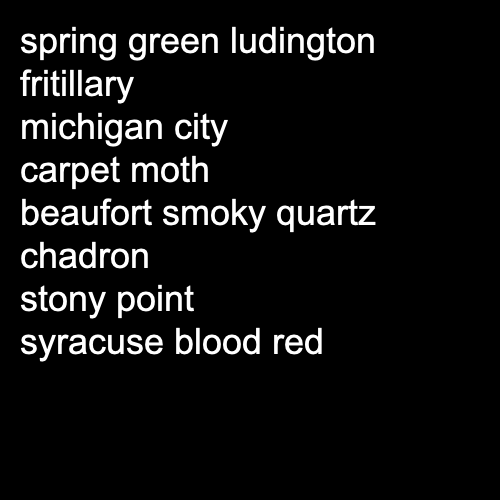 spring green ludington
fritillary
michigan city
carpet moth
beaufort smoky quartz
chadron
stony point
syracuse blood red